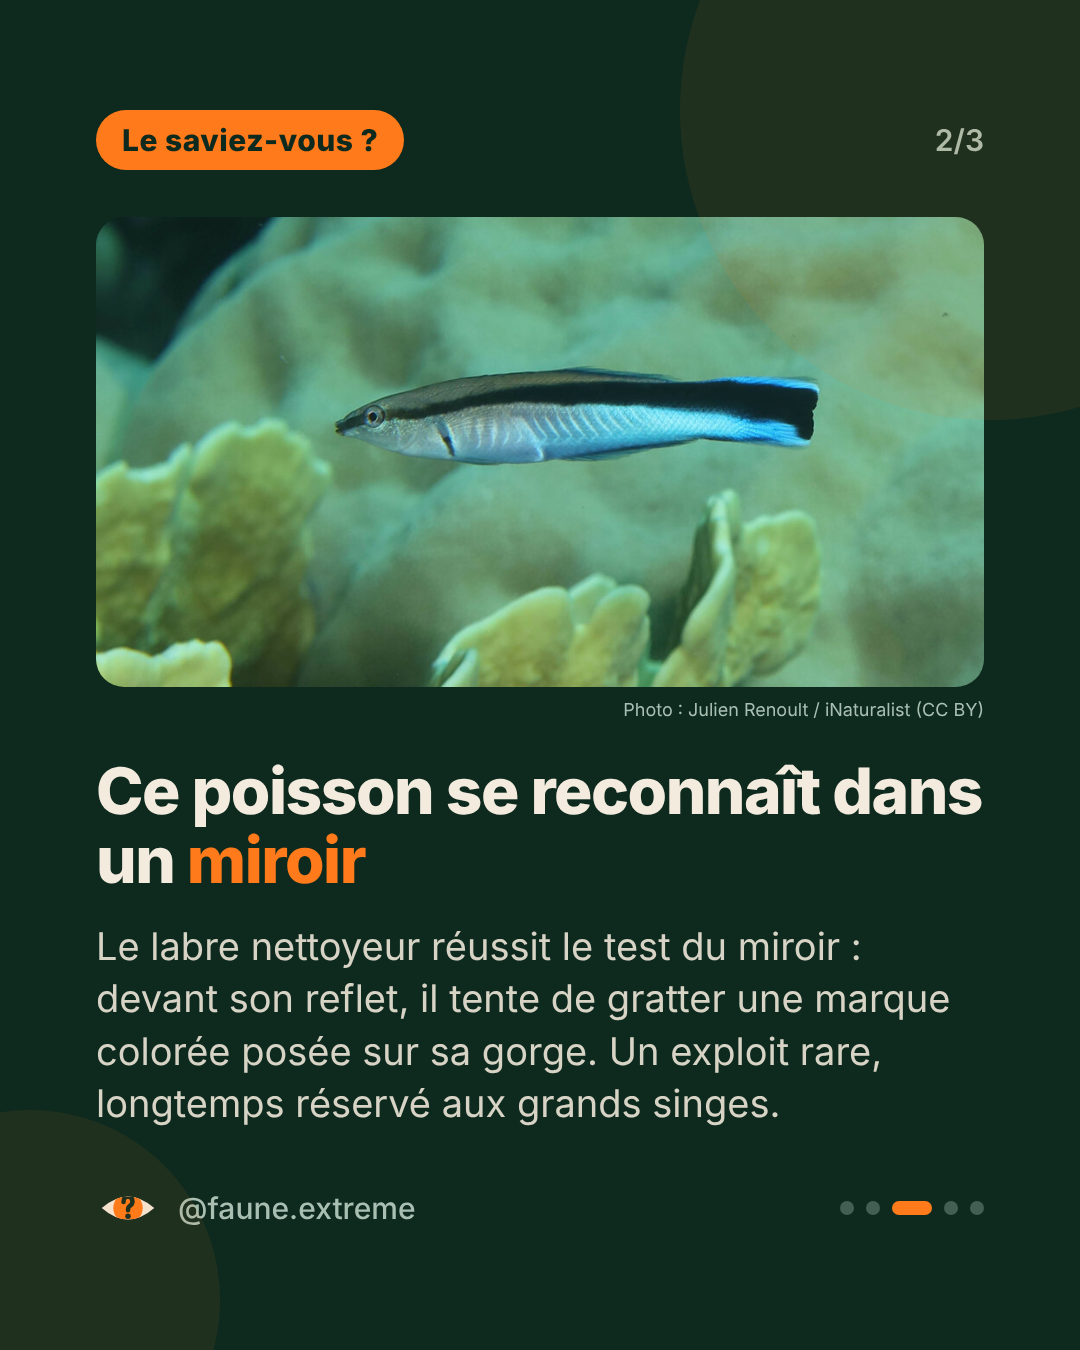 Le saviez-vous ?
2/3
Photo : Julien Renoult / iNaturalist (CC BY)
Ce poisson se reconnaît dans
un miroir
Le labre nettoyeur réussit le test du miroir :
devant son reflet, il tente de gratter une marque
colorée posée sur sa gorge. Un exploit rare,
longtemps réservé aux grands singes.
?
@faune.extreme